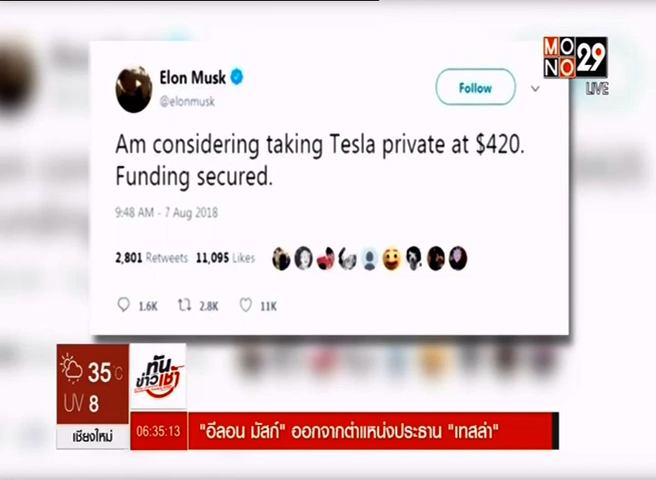 MONO
29
LIVE
Elon Musk
@elonmusk
Follow
Am considering taking Tesla private at $420.
Funding secured.
9:48 AM - 7 Aug 2018
2,801 Retweets 11,095 Likes
1.6K 2.8K 11K
35°C
UV 8
เชียงใหม่
ทันข่าวเช้า
06:35:13
"อีลอน มัสก์" ออกจากตำแหน่งประธาน "เทสล่า"